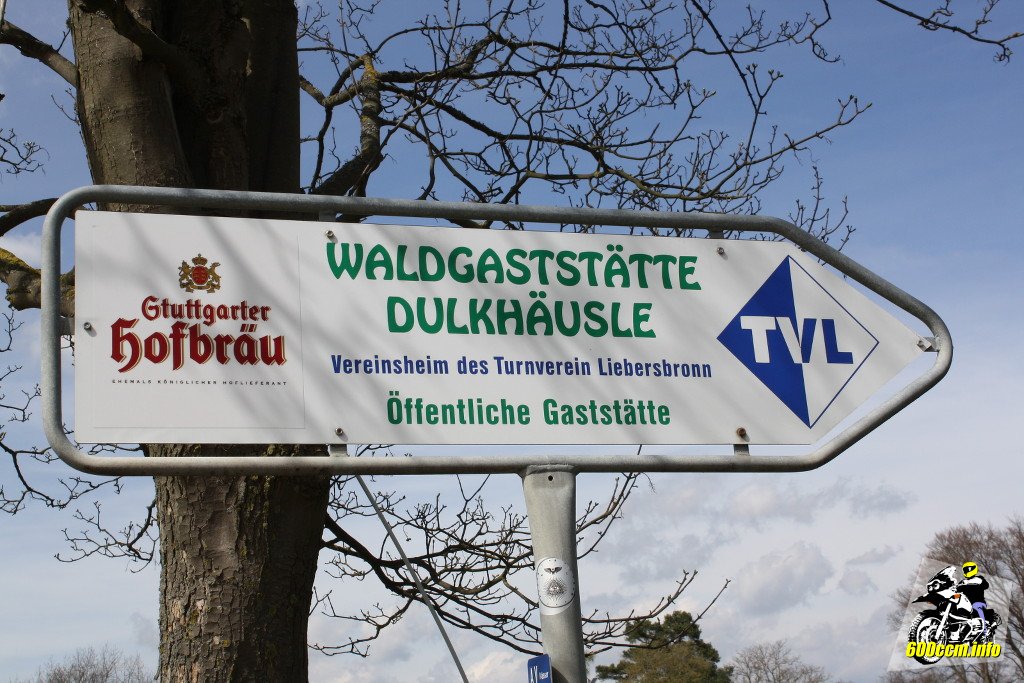 Stuttgarter
Hofbräu
EHEMALS KÖNIGLICHER HOFLIEFERANT
WALDGASTSTÄTTE
DULKHÄUSLE
Vereinsheim des Turnverein Liebersbronn
Öffentliche Gaststätte
TVL
600ccm.info